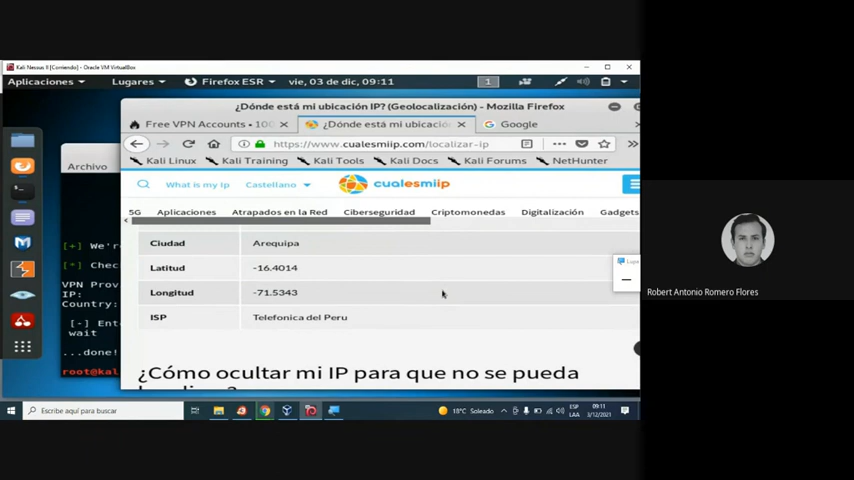 Kali Nessus II [Corriendo] - Oracle VM VirtualBox
Aplicaciones Lugares Firefox ESR vie, 03 de dic, 09:11 1
¿Dónde está mi ubicación IP? (Geolocalización) - Mozilla Firefox
Free VPN Accounts • 100 ¿Dónde está mi ubicació Google
https://www.cualesmiip.com/localizar-ip
Kali Linux Kali Training Kali Tools Kali Docs Kali Forums NetHunter
Archivo
What is my Ip Castellano cualesmiip
5G Aplicaciones Atrapados en la Red Ciberseguridad Criptomonedas Digitalización Gadgets
[+] We'r
Ciudad Arequipa
[*] Chec
Latitud -16.4014
VPN Prov
IP:
Longitud -71.5343
Country:
ISP Telefonica del Peru
[-] Ent
wait
...done!
root@kal
¿Cómo ocultar mi IP para que no se pueda
Robert Antonio Romero Flores
Escribe aquí para buscar
18°C Soleado
ESP
LAA
09:11
3/12/2021